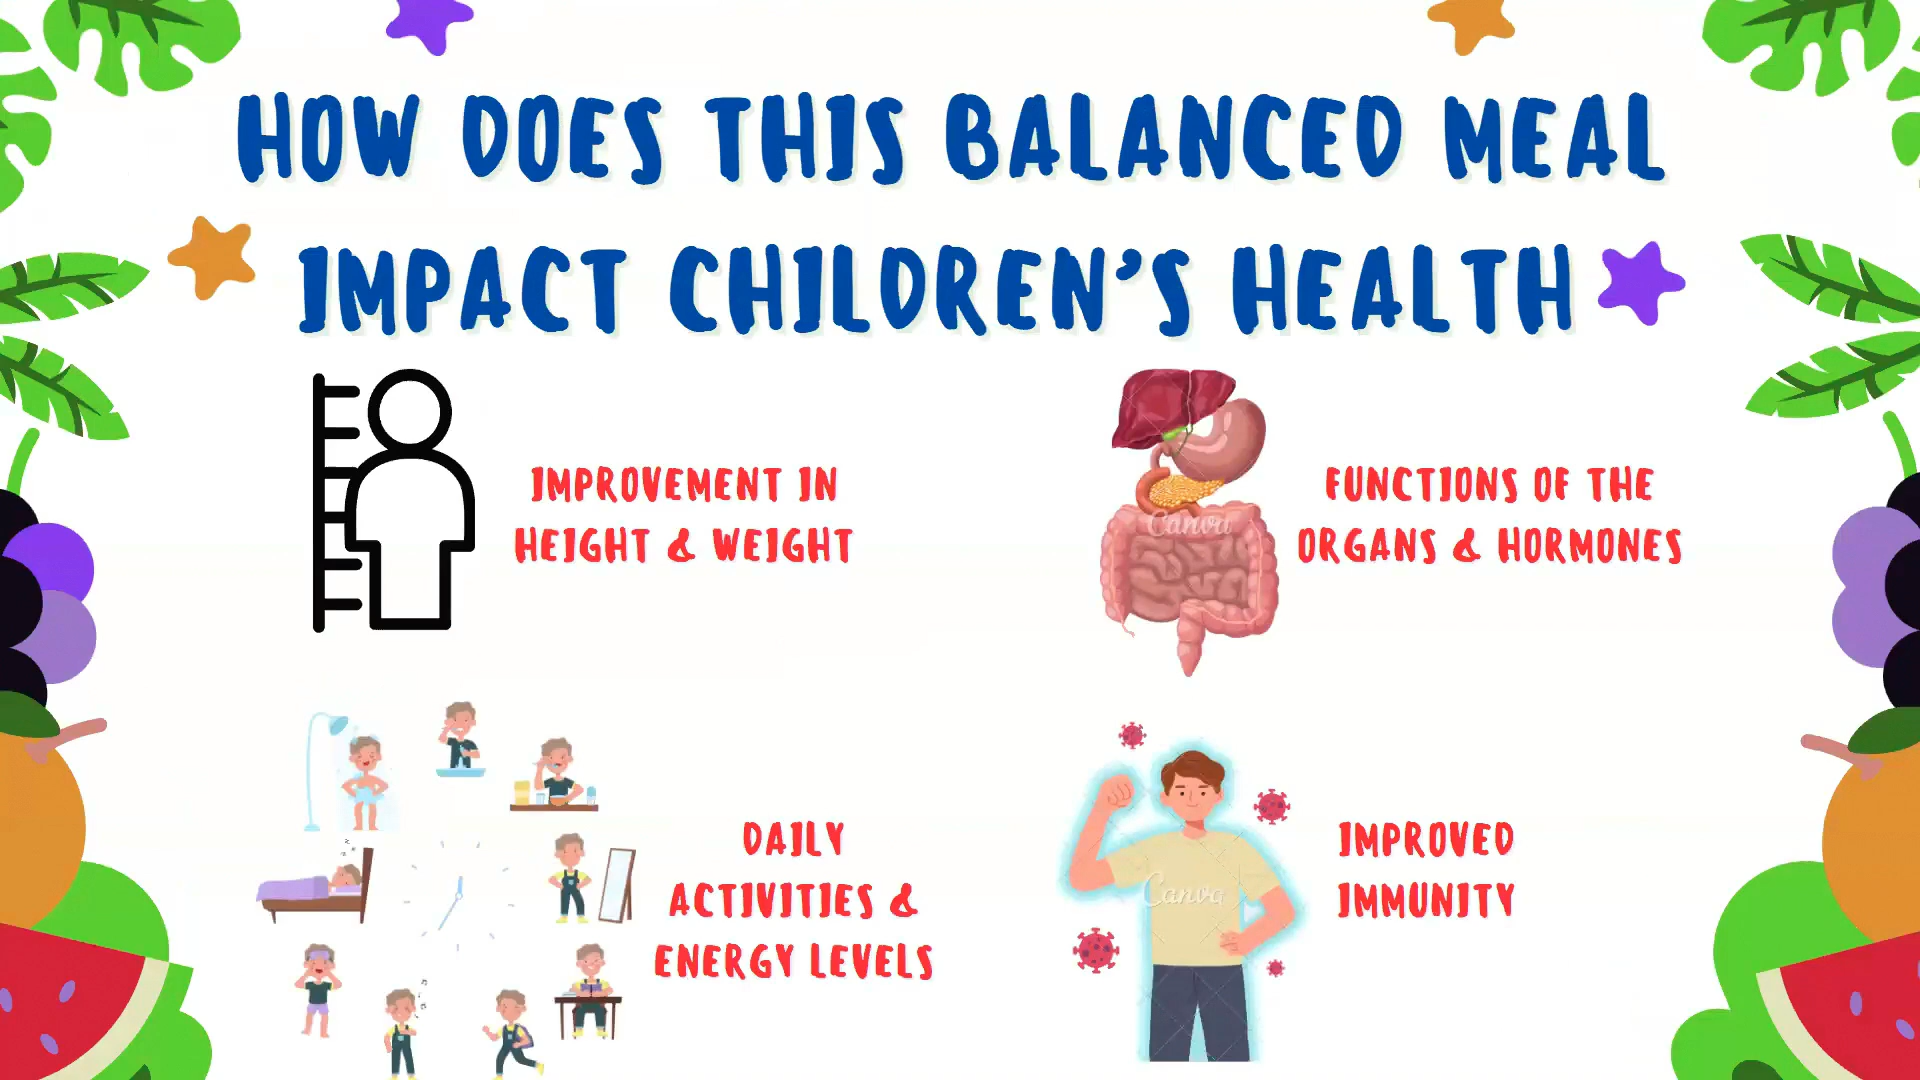 HOW DOES THIS BALANCED MEAL
IMPACT CHILDREN'S HEALTH
IMPROVEMENT IN
HEIGHT & WEIGHT
FUNCTIONS OF THE
ORGANS & HORMONES
Canva
DAILY
ACTIVITIES &
ENERGY LEVELS
IMPROVED
IMMUNITY
Canva